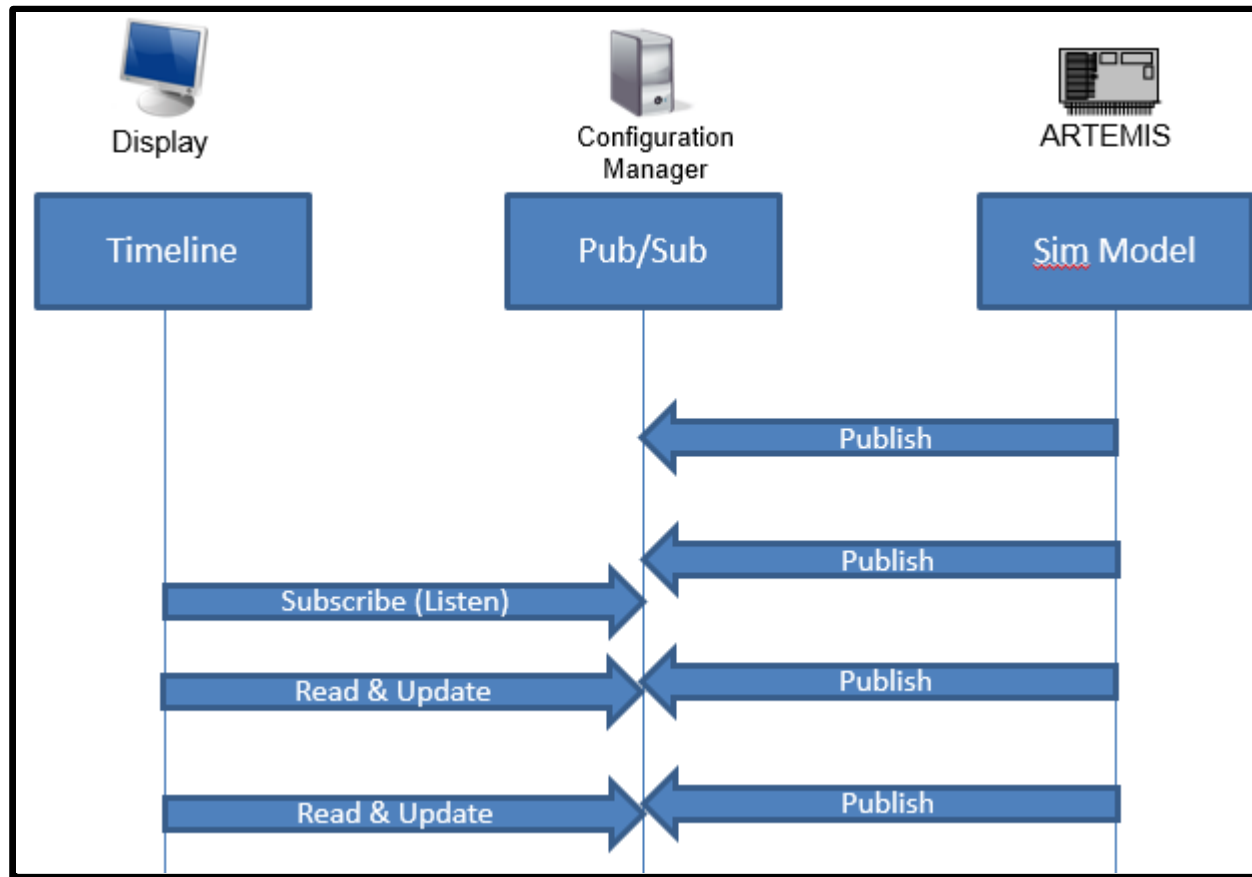 Display
Configuration
Manager
ARTEMIS
Timeline
Pub/Sub
Sim Model
Publish
Publish
Subscribe (Listen)
Publish
Read & Update
Publish
Read & Update